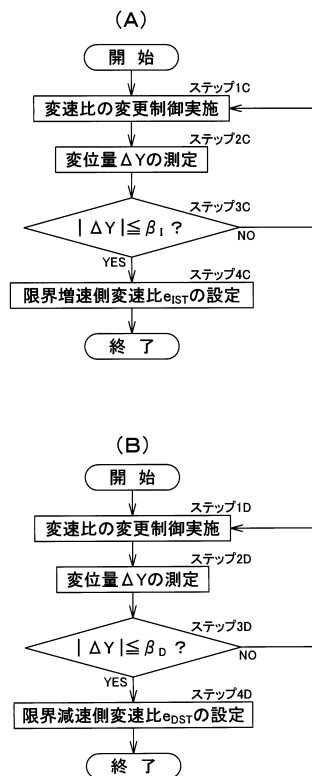 (A)
開 始
ステップ1C
変速比の変更制御実施
ステップ2C
変位量ΔYの測定
ステップ3C
|ΔY|≦βI ?
NO
YES
ステップ4C
限界増速側変速比eISTの設定
終 了
(B)
開 始
ステップ1D
変速比の変更制御実施
ステップ2D
変位量ΔYの測定
ステップ3D
|ΔY|≦βD ?
NO
YES
ステップ4D
限界減速側変速比eDSTの設定
終 了